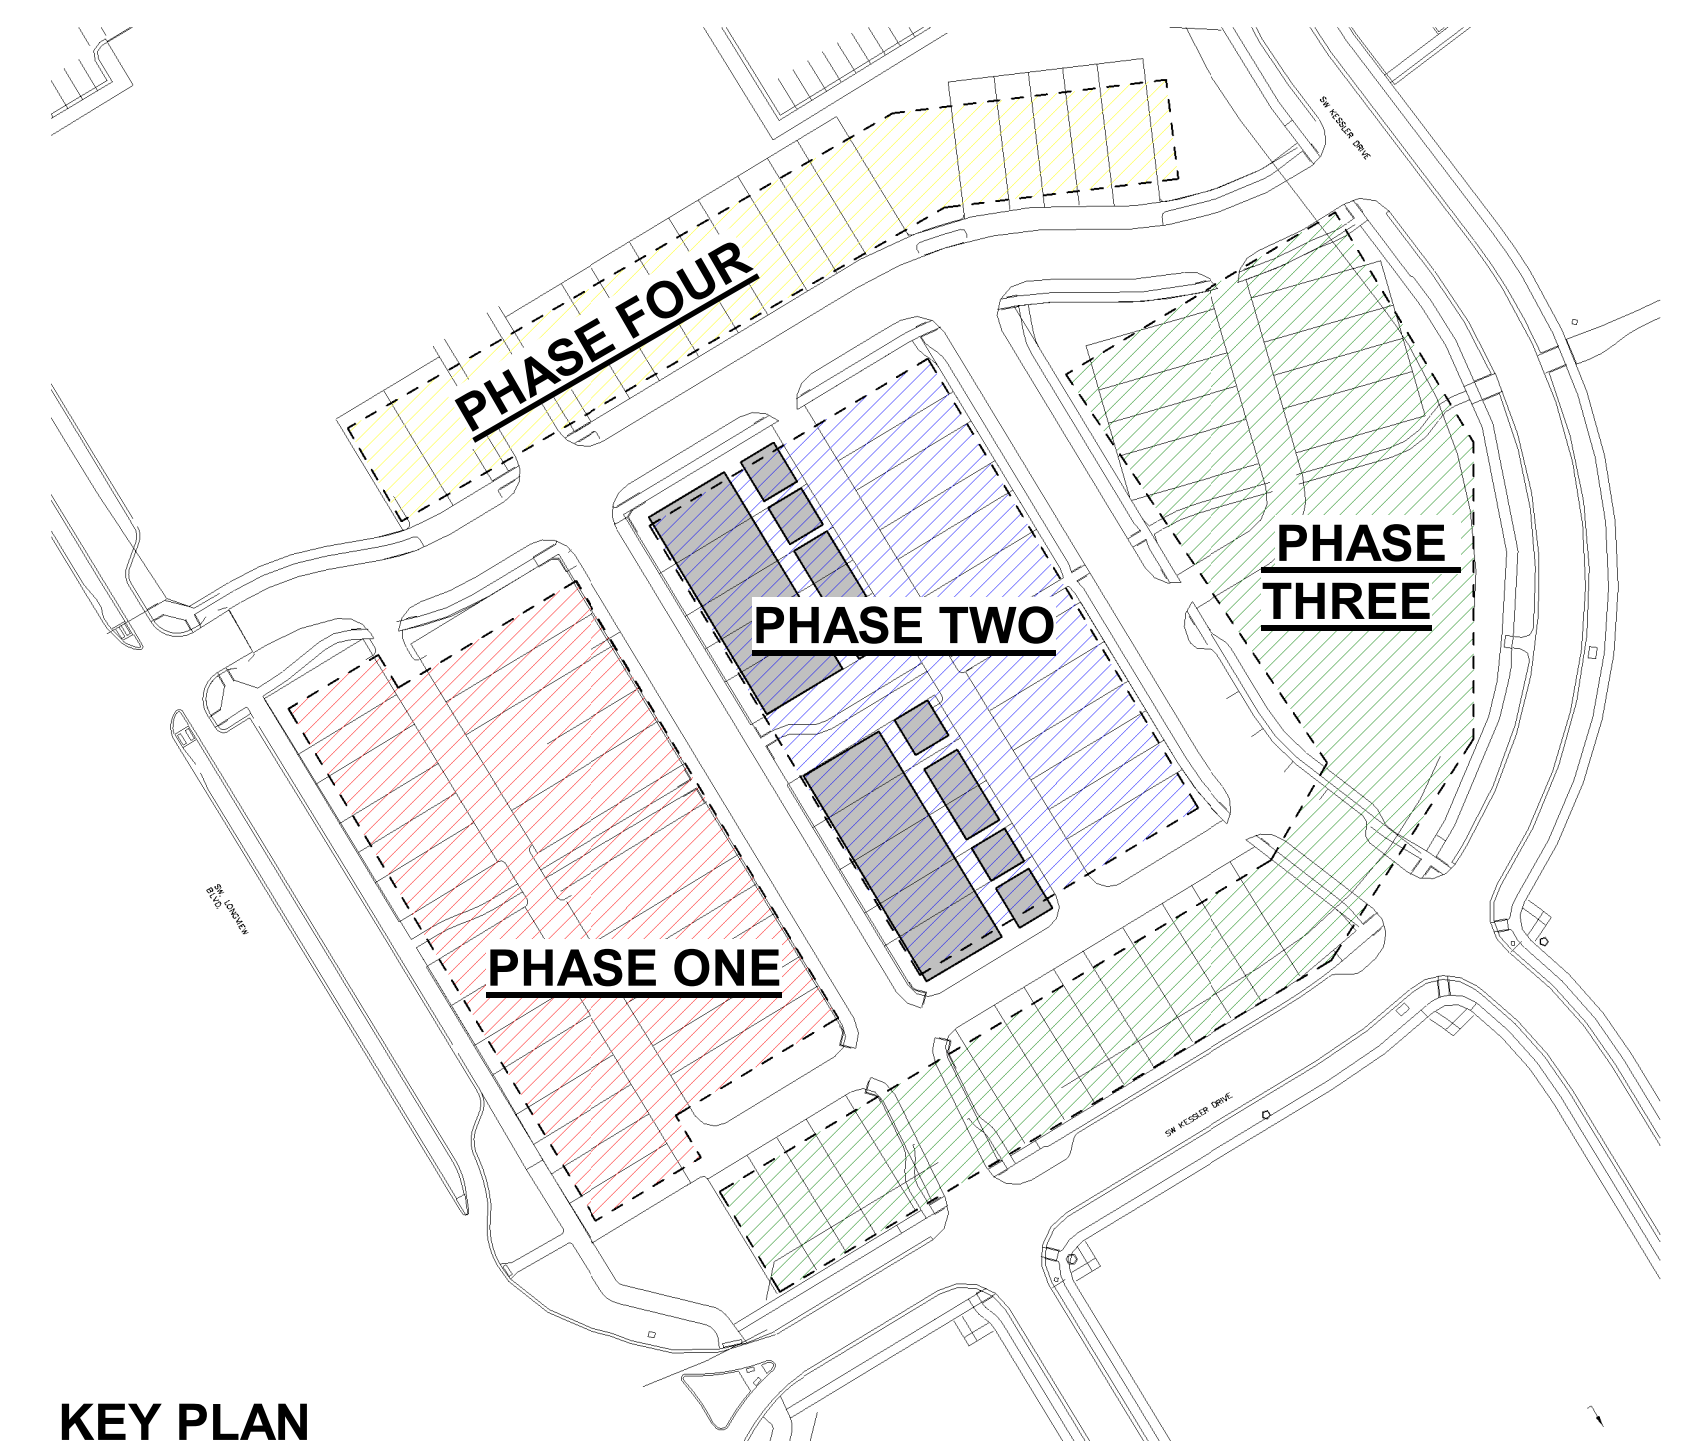 SW KESSLER DRIVE
PHASE FOUR
PHASE
THREE
PHASE TWO
SW. LONGVIEW
BLVD.
PHASE ONE
SW KESSLER DRIVE
KEY PLAN